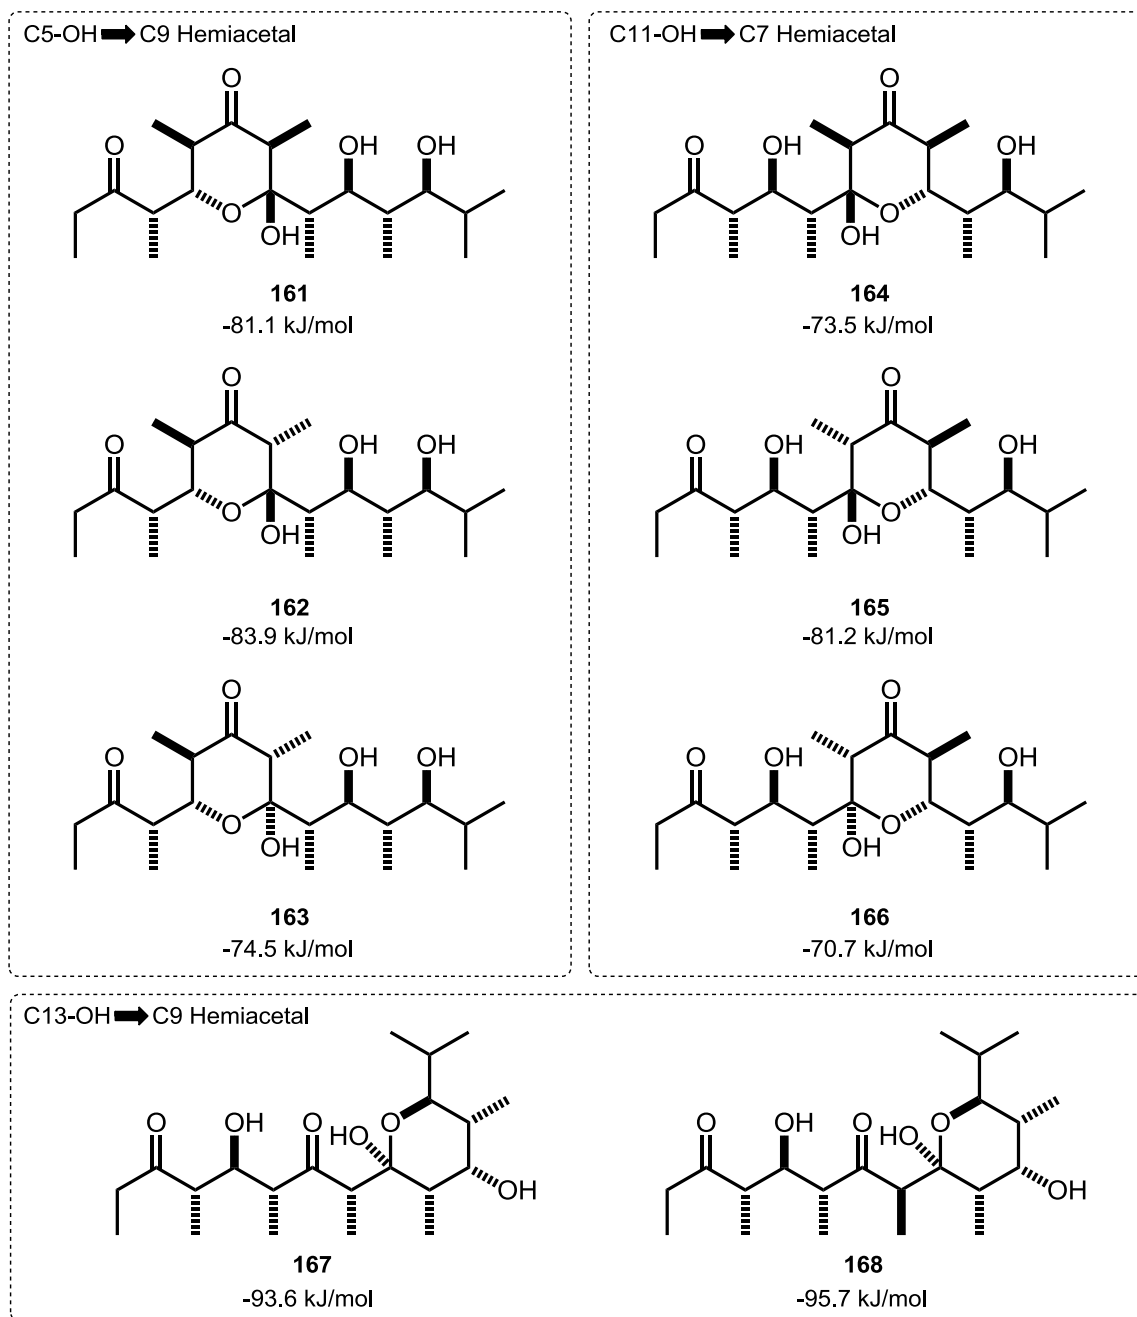 C5-OH ➡ C9 Hemiacetal
O
O
OH
OH
O
OH
161
-81.1 kJ/mol
O
O
OH
OH
O
OH
162
-83.9 kJ/mol
O
O
OH
OH
O
OH
163
-74.5 kJ/mol
C11-OH ➡ C7 Hemiacetal
O
O
OH
OH
O
OH
164
-73.5 kJ/mol
O
O
OH
OH
O
OH
165
-81.2 kJ/mol
O
O
OH
OH
O
OH
166
-70.7 kJ/mol
C13-OH ➡ C9 Hemiacetal
O
OH
O
HO
O
OH
167
-93.6 kJ/mol
O
OH
O
HO
O
OH
168
-95.7 kJ/mol